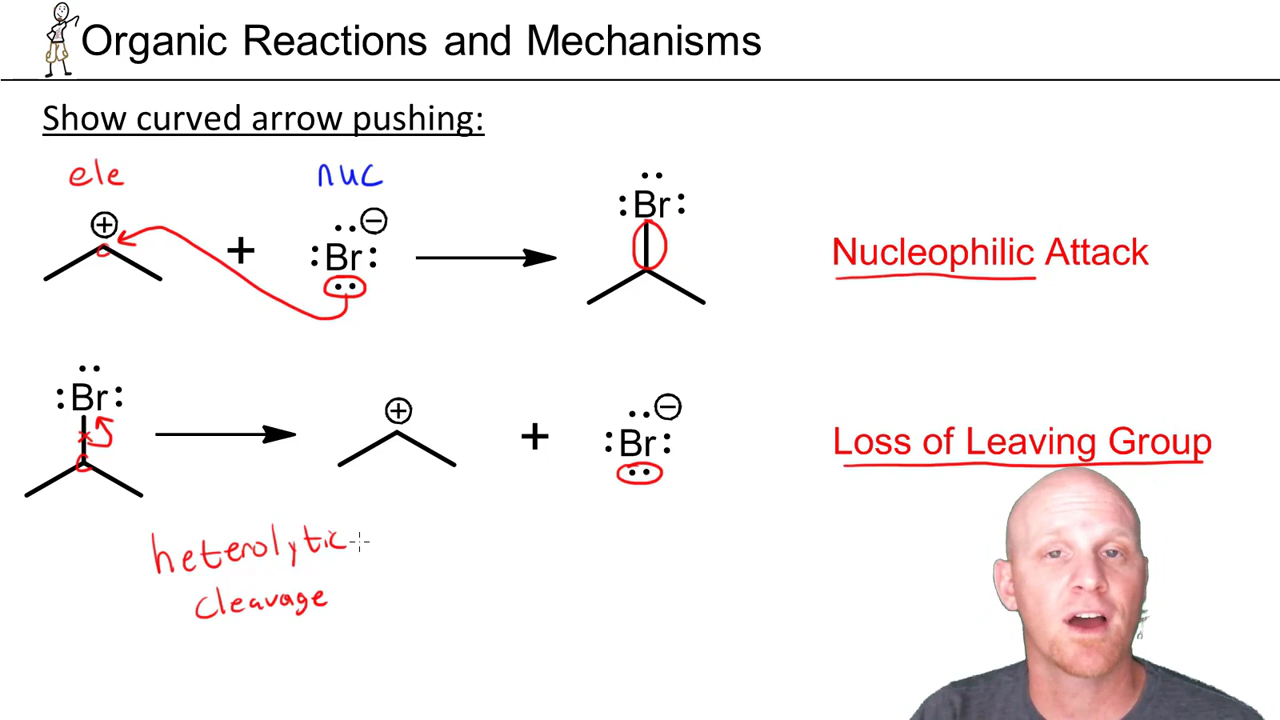 Organic Reactions and Mechanisms
Show curved arrow pushing:
ele
nuc
⊕
+
:Br:
⊖
:Br:
Nucleophilic Attack
:Br:
⊕
+
:Br:
⊖
Loss of Leaving Group
heterolytic
cleavage